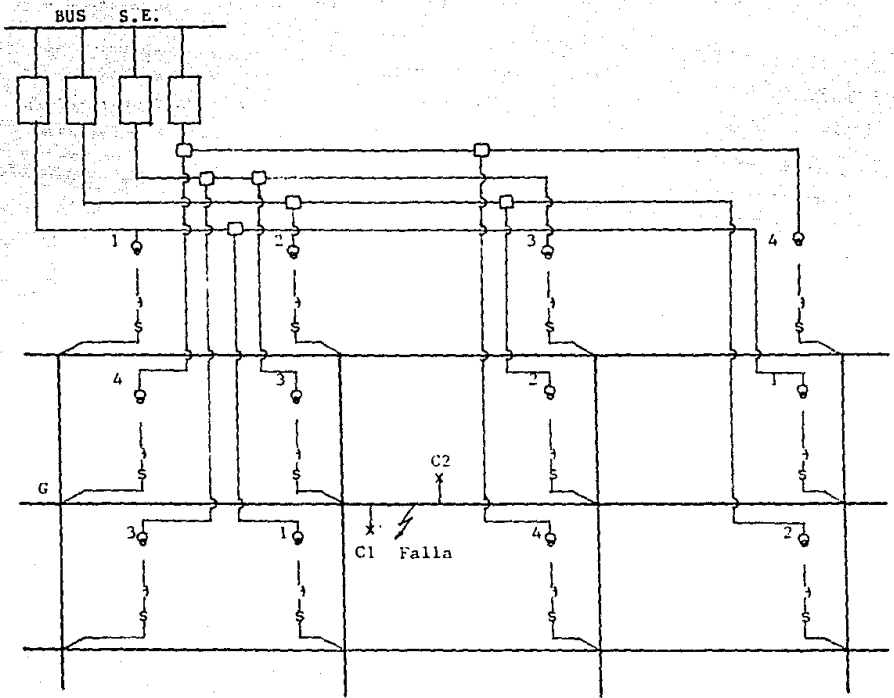 BUS S.E.
1 2 3 4
S S S S
4 3 2 1
S S S S
G
C2
3 1 4 2
C1 Falla
S S S S